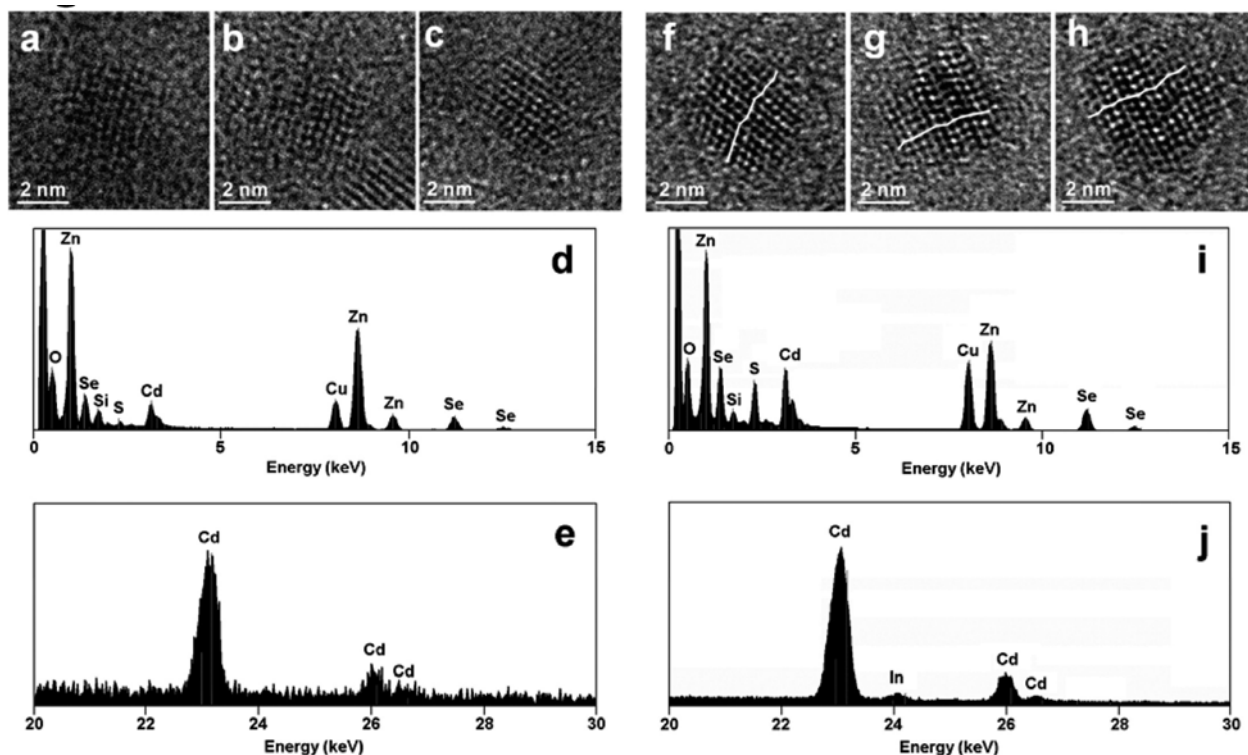 a b c f g h
2 nm 2 nm 2 nm 2 nm 2 nm 2 nm
d
Zn
O
Se
Si
S
Cd
Cu
Zn
Zn
Se
Se
0 5 10 15
Energy (keV)
i
Zn
O
Se
Si
S
Cd
Cu
Zn
Zn
Se
Se
0 5 10 15
Energy (keV)
e
Cd
Cd
Cd
20 22 24 26 28 30
Energy (keV)
j
Cd
In
Cd
Cd
20 22 24 26 28 30
Energy (keV)